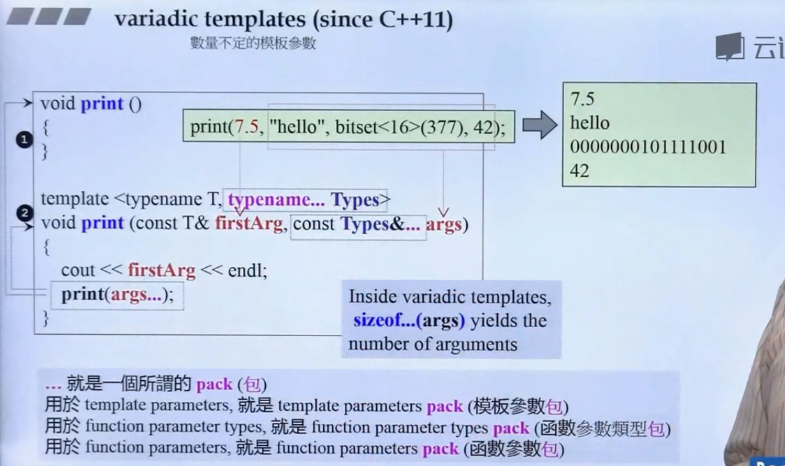 variadic templates (since C++11)
數量不定的模板參數
云
void print ()
{
}
print(7.5, "hello", bitset<16>(377), 42);
7.5
hello
0000000101111001
42
1
template <typename T, typename... Types>
2
void print (const T& firstArg, const Types&... args)
{
cout << firstArg << endl;
print(args...);
}
Inside variadic templates,
sizeof...(args) yields the
number of arguments
... 就是一個所謂的 pack (包)
用於 template parameters, 就是 template parameters pack (模板參數包)
用於 function parameter types, 就是 function parameter types pack (函數參數類型包)
用於 function parameters, 就是 function parameters pack (函數參數包)